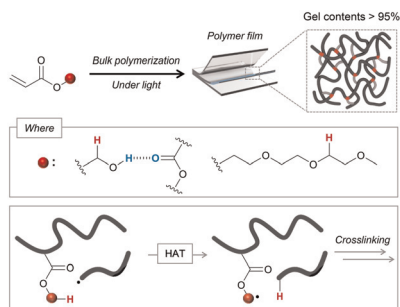 Gel contents > 95%
Polymer film
Bulk polymerization
Under light
O
O
Where
:
H
O
H
O
O
H
O
O
O
O
O
H
HAT
O
O
H
Crosslinking